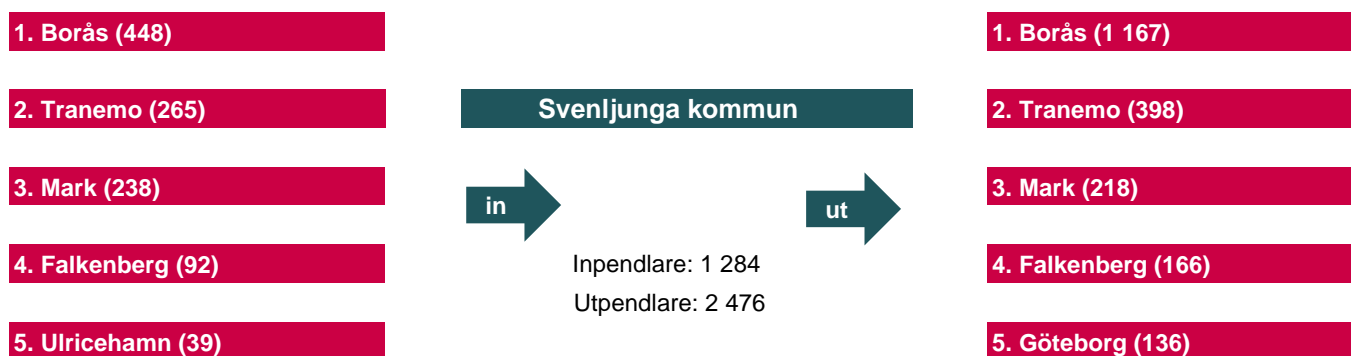 1. Borås (448)
2. Tranemo (265)
3. Mark (238)
4. Falkenberg (92)
5. Ulricehamn (39)
Svenljunga kommun
in
ut
Inpendlare: 1 284
Utpendlare: 2 476
1. Borås (1 167)
2. Tranemo (398)
3. Mark (218)
4. Falkenberg (166)
5. Göteborg (136)